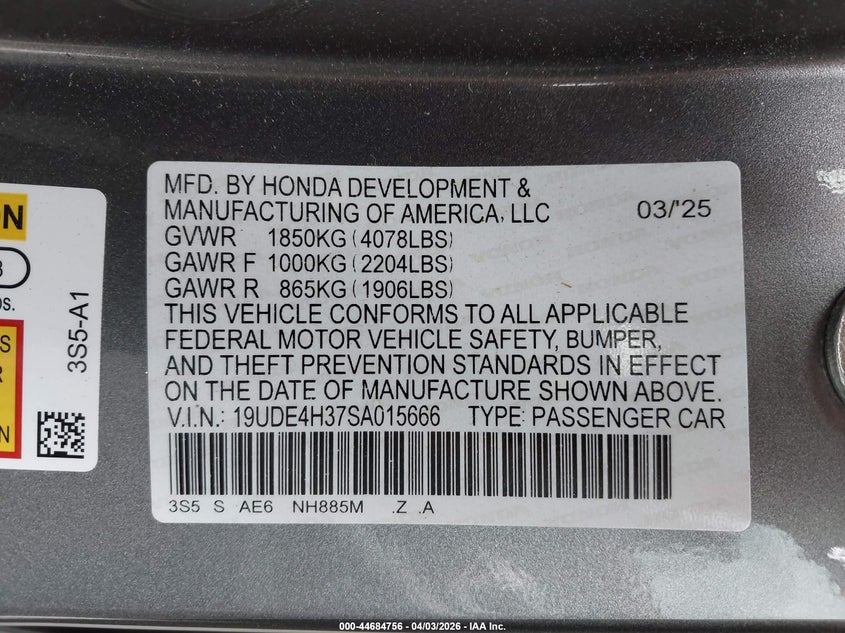 ON
3
OS.
S
R
N
3S5-A1
MFD. BY HONDA DEVELOPMENT &
MANUFACTURING OF AMERICA, LLC 03/'25
GVWR 1850KG (4078LBS)
GAWR F 1000KG (2204LBS)
GAWR R 865KG (1906LBS)
THIS VEHICLE CONFORMS TO ALL APPLICABLE
FEDERAL MOTOR VEHICLE SAFETY, BUMPER,
AND THEFT PREVENTION STANDARDS IN EFFECT
ON THE DATE OF MANUFACTURE SHOWN ABOVE.
V.I.N.: 19UDE4H37SA015666 TYPE: PASSENGER CAR
3S5 S AE6 NH885M .Z .A
000-44684756 - 04/03/2026 - IAA Inc.